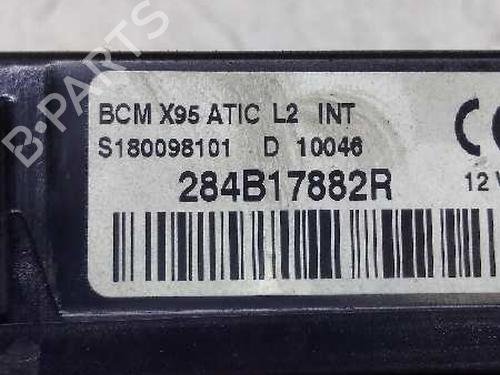 B-PARTS
BCM X95 ATIC L2 INT
S180098101 D 10046
284B17882R
12 V